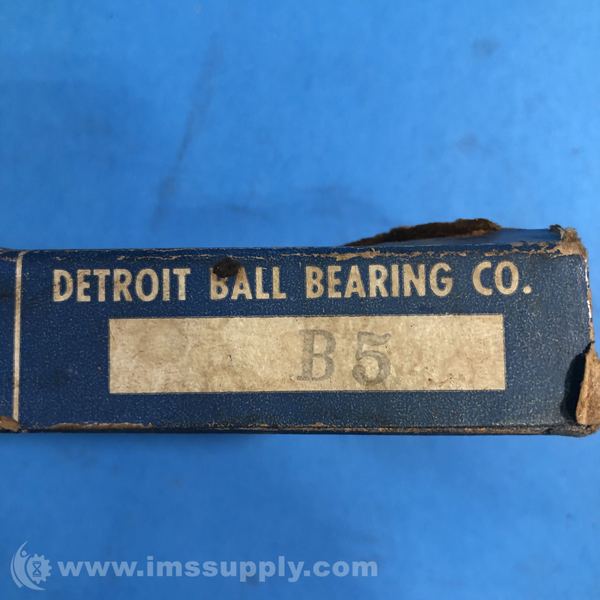 DETROIT BALL BEARING CO.
B5
www.imssupply.com